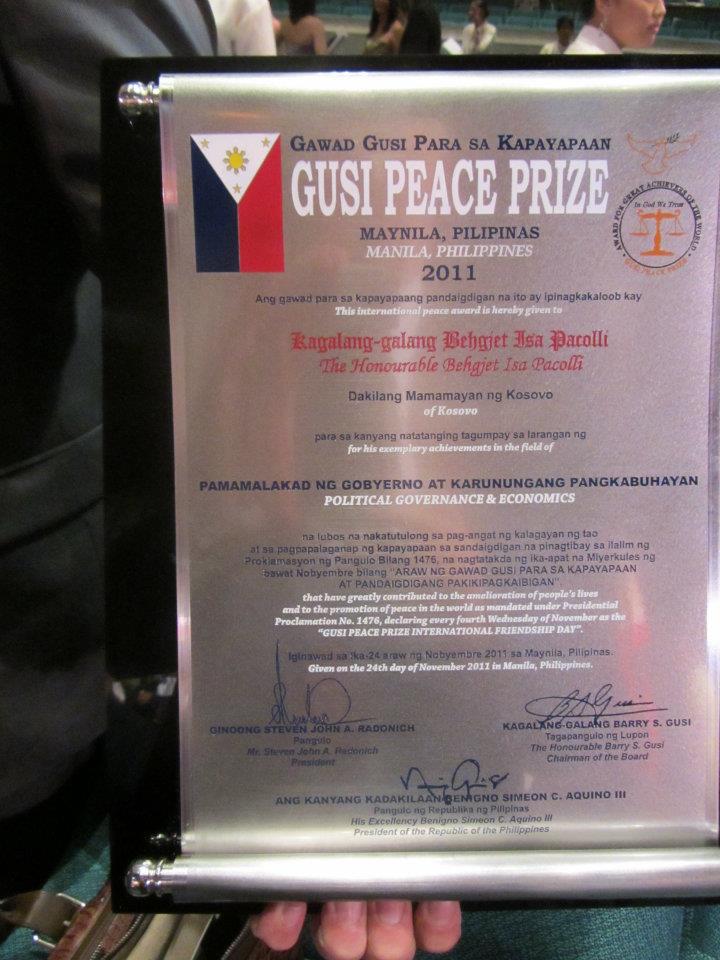 GAWAD GUSI PARA SA KAPAYAPAAN
GUSI PEACE PRIZE
MAYNILA, PILIPINAS
MANILA, PHILIPPINES
2011
AWARD FOR GREAT ACHIEVERS OF THE WORLD
In God We Trust
GUSI PEACE PRIZE
Ang gawad para sa kapayapaang pandaigdigan na ito ay ipinagkakaloob kay
This international peace award is hereby given to
Kagalang-galang Behgjet Isa Pacolli
The Honourable Behgjet Isa Pacolli
Dakilang Mamamayan ng Kosovo
of Kosovo
para sa kanyang natatanging tagumpay sa larangan ng
for his exemplary achievements in the field of
PAMAMALAKAD NG GOBYERNO AT KARUNUNGANG PANGKABUHAYAN
POLITICAL GOVERNANCE & ECONOMICS
na lubos na nakatutulong sa pag-angat ng kalagayan ng tao
at sa pagpapalaganap ng kapayapaan sa sandaigdigan na pinagtibay sa ilalim ng
Proklamasyon ng Pangulo Bilang 1476, na nagtatakda ng ika-apat na Miyerkules ng
bawat Nobyembre bilang "ARAW NG GAWAD GUSI PARA SA KAPAYAPAAN
AT PANDAIGDIGANG PAKIKIPAGKAIBIGAN".
that have greatly contributed to the amelioration of people's lives
and to the promotion of peace in the world as mandated under Presidential
Proclamation No. 1476, declaring every fourth Wednesday of November as the
"GUSI PEACE PRIZE INTERNATIONAL FRIENDSHIP DAY".
Iginawad sa ika-24 araw ng Nobyembre 2011 sa Maynila, Pilipinas.
Given on the 24th day of November 2011 in Manila, Philippines.
GINOONG STEVEN JOHN A. RADONICH
Pangulo
Mr. Steven John A. Radonich
President
KAGALANG-GALANG BARRY S. GUSI
Tagapangulo ng Lupon
The Honourable Barry S. Gusi
Chairman of the Board
ANG KANYANG KADAKILAAN BENIGNO SIMEON C. AQUINO III
Pangulo ng Republika ng Pilipinas
His Excellency Benigno Simeon C. Aquino III
President of the Republic of the Philippines